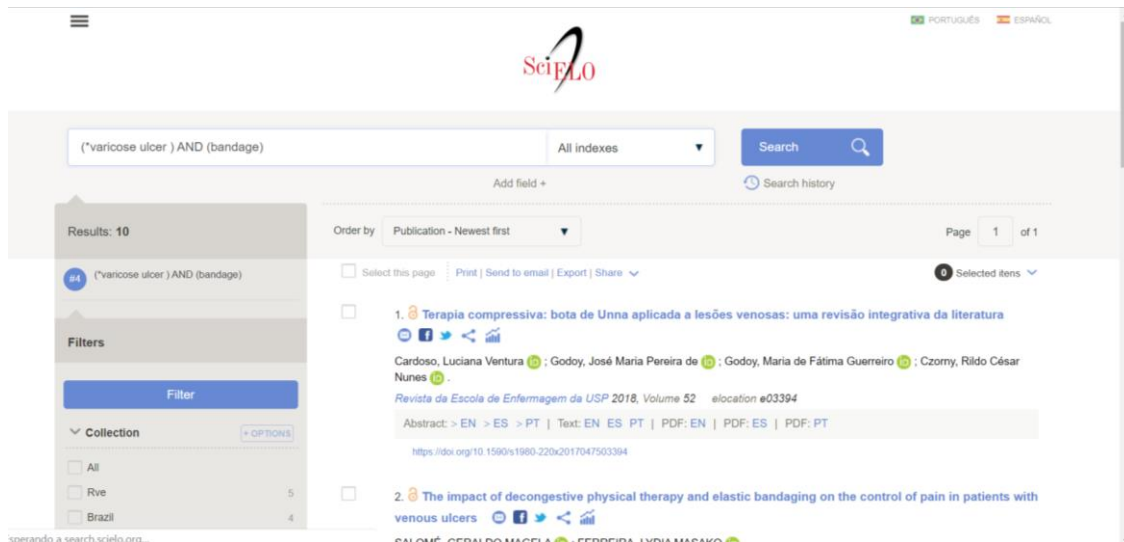 PORTUGUÊS ESPAÑOL
SciELO
(*varicose ulcer ) AND (bandage)
All indexes
Search
Add field +
Search history
Results: 10
Order by Publication - Newest first
Page 1 of 1
#4 (*varicose ulcer ) AND (bandage)
Select this page Print | Send to email | Export | Share
0 Selected itens
Filters
Filter
Collection + OPTIONS
All
Rve 5
Brazil 4
1. Terapia compressiva: bota de Unna aplicada a lesões venosas: uma revisão integrativa da literatura
Cardoso, Luciana Ventura ; Godoy, José Maria Pereira de ; Godoy, Maria de Fátima Guerreiro ; Czorny, Rildo César
Nunes .
Revista da Escola de Enfermagem da USP 2018, Volume 52 elocation e03394
Abstract: > EN > ES > PT | Text: EN ES PT | PDF: EN | PDF: ES | PDF: PT
https://doi.org/10.1590/s1980-220x2017047503394
2. The impact of decongestive physical therapy and elastic bandaging on the control of pain in patients with
venous ulcers
SALOMÉ, GERALDO MAGELA ; FERREIRA, LYDIA MASAKO
sperando a search.scielo.org...